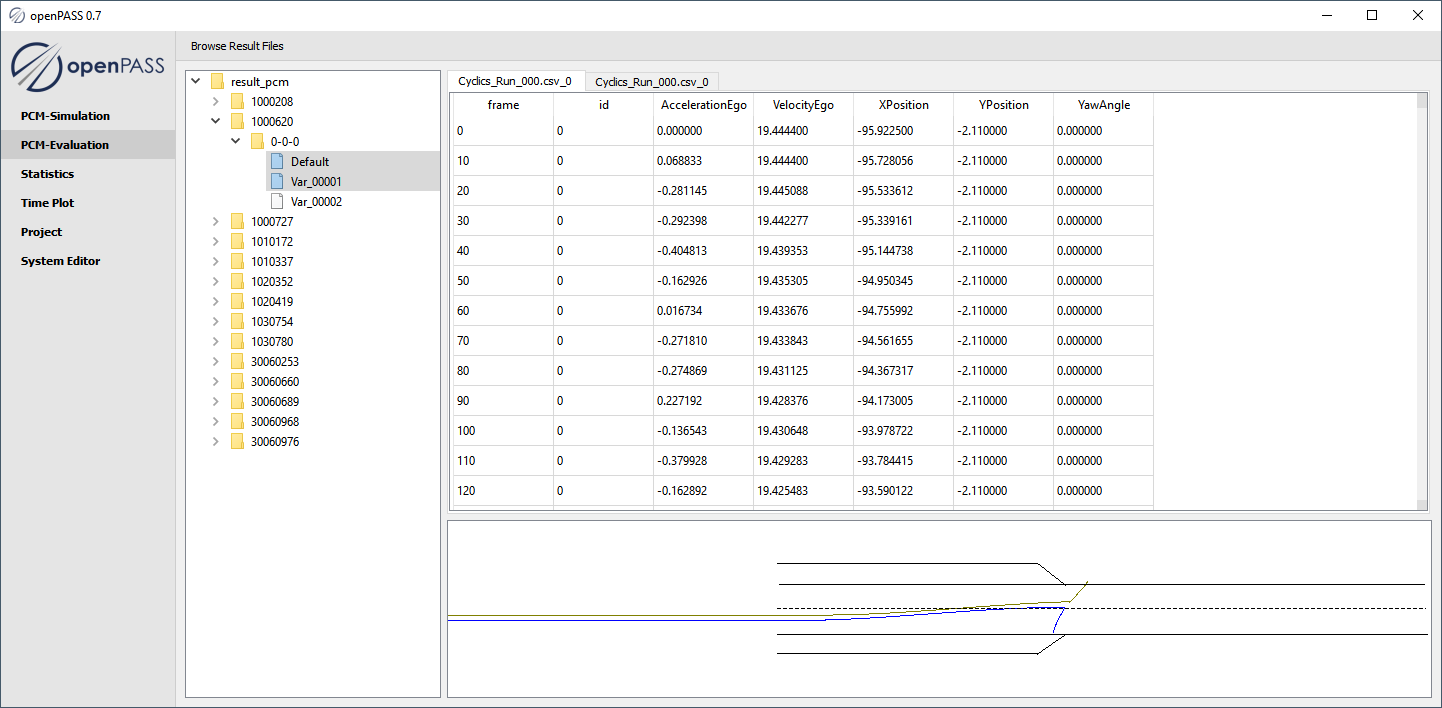 openPASS 0.7
openPASS
PCM-Simulation
PCM-Evaluation
Statistics
Time Plot
Project
System Editor
Browse Result Files
result_pcm
1000208
1000620
0-0-0
Default
Var_00001
Var_00002
1000727
1010172
1010337
1020352
1020419
1030754
1030780
30060253
30060660
30060689
30060968
30060976
Cyclics_Run_000.csv_0 Cyclics_Run_000.csv_0
frame id AccelerationEgo VelocityEgo XPosition YPosition YawAngle
0 0 0.000000 19.444400 -95.922500 -2.110000 0.000000
10 0 0.068833 19.444400 -95.728056 -2.110000 0.000000
20 0 -0.281145 19.445088 -95.533612 -2.110000 0.000000
30 0 -0.292398 19.442277 -95.339161 -2.110000 0.000000
40 0 -0.404813 19.439353 -95.144738 -2.110000 0.000000
50 0 -0.162926 19.435305 -94.950345 -2.110000 0.000000
60 0 0.016734 19.433676 -94.755992 -2.110000 0.000000
70 0 -0.271810 19.433843 -94.561655 -2.110000 0.000000
80 0 -0.274869 19.431125 -94.367317 -2.110000 0.000000
90 0 0.227192 19.428376 -94.173005 -2.110000 0.000000
100 0 -0.136543 19.430648 -93.978722 -2.110000 0.000000
110 0 -0.379928 19.429283 -93.784415 -2.110000 0.000000
120 0 -0.162892 19.425483 -93.590122 -2.110000 0.000000